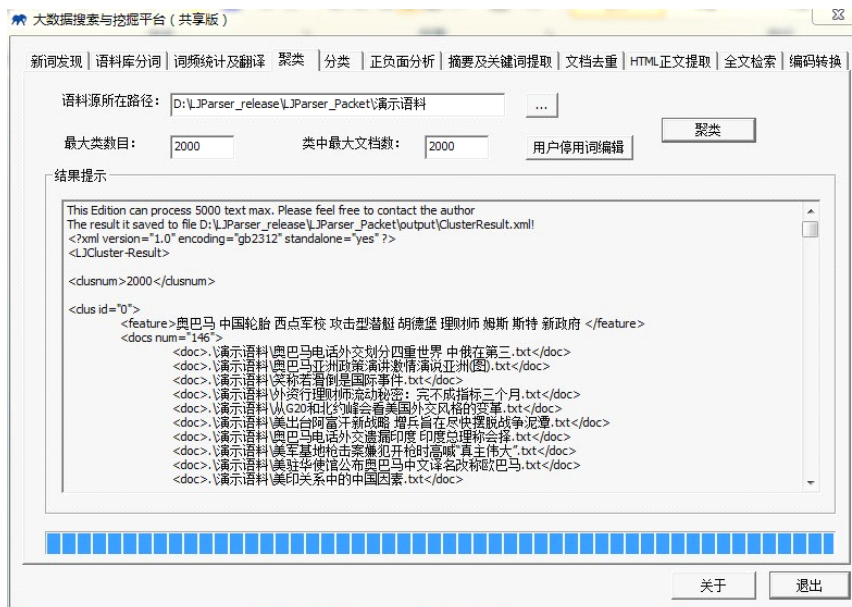 大数据搜索与挖掘平台（共享版）
新词发现 语料库分词 词频统计及翻译 聚类 分类 正负面分析 摘要及关键词提取 文档去重 HTML正文提取 全文检索 编码转换
语料源所在路径： D:\LJParser_release\LJParser_Packet\演示语料 ...
最大类数目： 2000 类中最大文档数： 2000 用户停用词编辑 聚类
结果提示
This Edition can process 5000 text max. Please feel free to contact the author
The result it saved to file D:\LJParser_release\LJParser_Packet\output\ClusterResult.xml!
<?xml version="1.0" encoding="gb2312" standalone="yes" ?>
<LJCluster-Result>
<clusnum>2000</clusnum>
<clus id="0">
<feature>奥巴马 中国轮胎 西点军校 攻击型潜艇 胡德堡 理财师 姆斯 斯特 新政府 </feature>
<docs num="146">
<doc>.\演示语料\奥巴马电话外交划分四重世界 中俄在第三.txt</doc>
<doc>.\演示语料\奥巴马亚洲政策演讲激情演说亚洲(图).txt</doc>
<doc>.\演示语料\笑称若滑倒是国际事件.txt</doc>
<doc>.\演示语料\外资行理财师流动秘密：完不成指标三个月.txt</doc>
<doc>.\演示语料\从G20和北约峰会看美国外交风格的变革.txt</doc>
<doc>.\演示语料\美出台阿富汗新战略 增兵旨在尽快摆脱战争泥潭.txt</doc>
<doc>.\演示语料\奥巴马电话外交遗漏印度 印度总理称会择.txt</doc>
<doc>.\演示语料\美军基地枪击案嫌犯开枪时高喊“真主伟大”.txt</doc>
<doc>.\演示语料\美驻华使馆公布奥巴马中文译名改称欧巴马.txt</doc>
<doc>.\演示语料\美印关系中的中国因素.txt</doc>
关于 退出